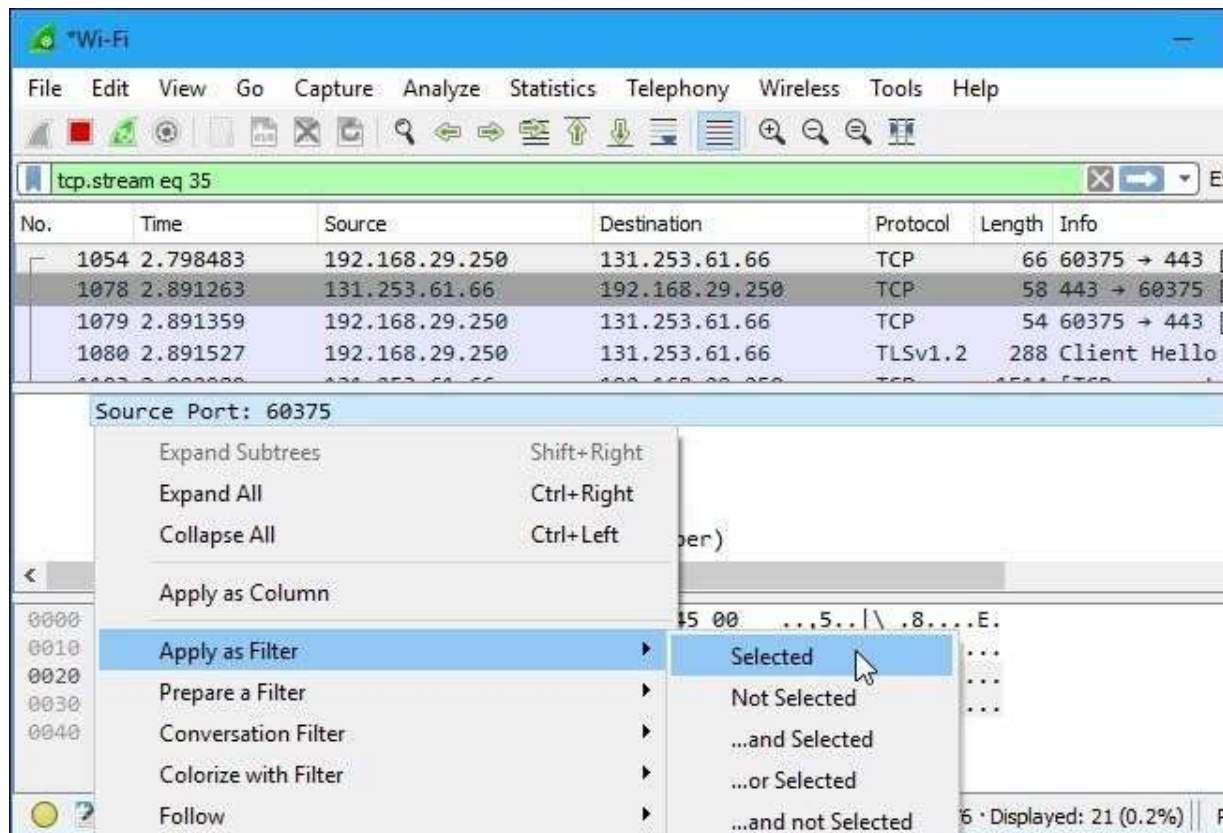 *Wi-Fi
File Edit View Go Capture Analyze Statistics Telephony Wireless Tools Help
tcp.stream eq 35
No. Time Source Destination Protocol Length Info
1054 2.798483 192.168.29.250 131.253.61.66 TCP 66 60375 → 443 [
1078 2.891263 131.253.61.66 192.168.29.250 TCP 58 443 → 60375 [
1079 2.891359 192.168.29.250 131.253.61.66 TCP 54 60375 → 443 [
1080 2.891527 192.168.29.250 131.253.61.66 TLSv1.2 288 Client Hello
Source Port: 60375
Expand Subtrees Shift+Right
Expand All Ctrl+Right
Collapse All Ctrl+Left
ber)
Apply as Column
0000 45 00 ..,5..|\ .8....E.
0010 Apply as Filter Selected ...
0020 Prepare a Filter Not Selected ...
0030 Conversation Filter ...and Selected ...
0040 Colorize with Filter ...or Selected
Follow ...and not Selected 6 · Displayed: 21 (0.2%)